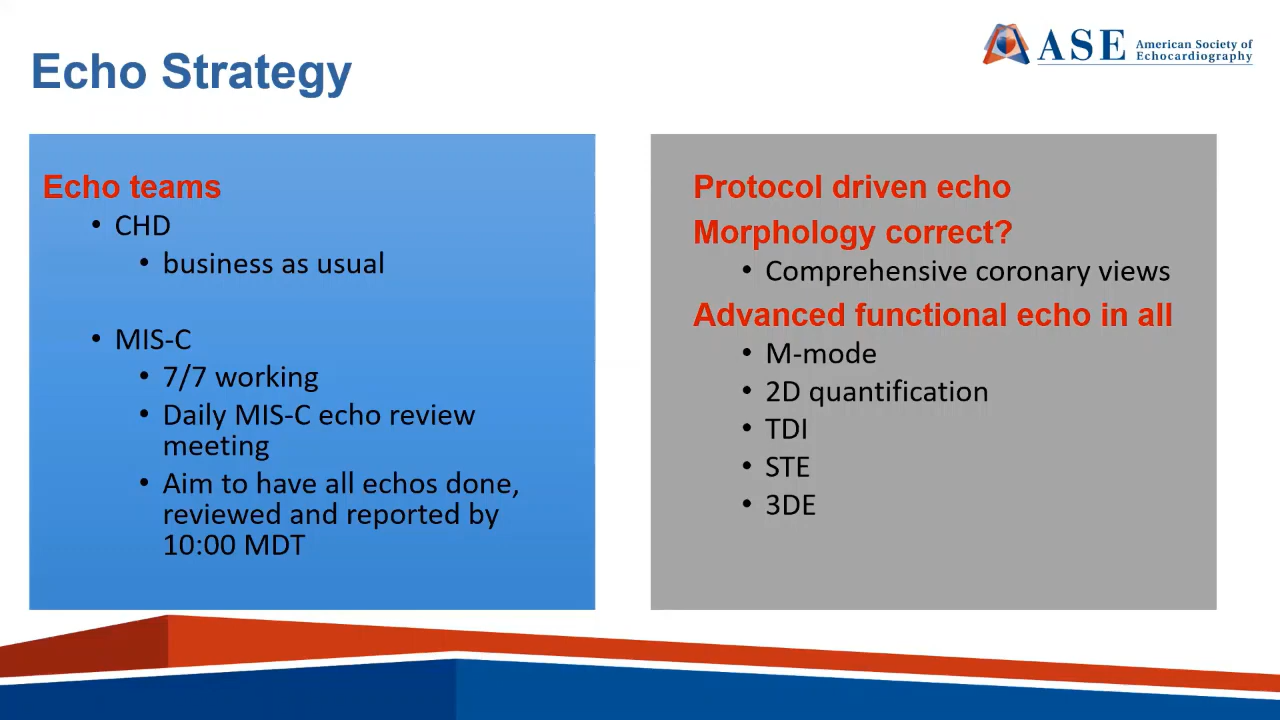 Echo Strategy
ASE American Society of
Echocardiography
Echo teams
• CHD
• business as usual
• MIS-C
• 7/7 working
• Daily MIS-C echo review
meeting
• Aim to have all echos done,
reviewed and reported by
10:00 MDT
Protocol driven echo
Morphology correct?
• Comprehensive coronary views
Advanced functional echo in all
• M-mode
• 2D quantification
• TDI
• STE
• 3DE